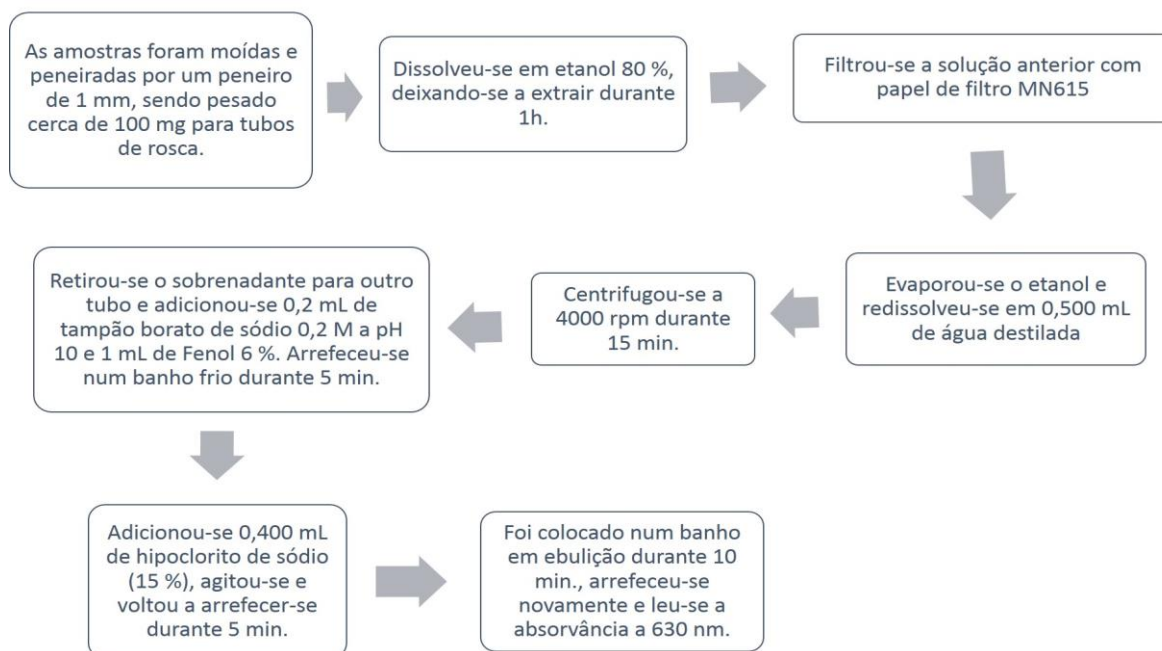 As amostras foram moídas e
peneiradas por um peneiro
de 1 mm, sendo pesado
cerca de 100 mg para tubos
de rosca.
Dissolveu-se em etanol 80 %,
deixando-se a extrair durante
1h.
Filtrou-se a solução anterior com
papel de filtro MN615
Evaporou-se o etanol e
redissolveu-se em 0,500 mL
de água destilada
Centrifugou-se a
4000 rpm durante
15 min.
Retirou-se o sobrenadante para outro
tubo e adicionou-se 0,2 mL de
tampão borato de sódio 0,2 M a pH
10 e 1 mL de Fenol 6 %. Arrefeceu-se
num banho frio durante 5 min.
Adicionou-se 0,400 mL
de hipoclorito de sódio
(15 %), agitou-se e
voltou a arrefecer-se
durante 5 min.
Foi colocado num banho
em ebulição durante 10
min., arrefeceu-se
novamente e leu-se a
absorvância a 630 nm.